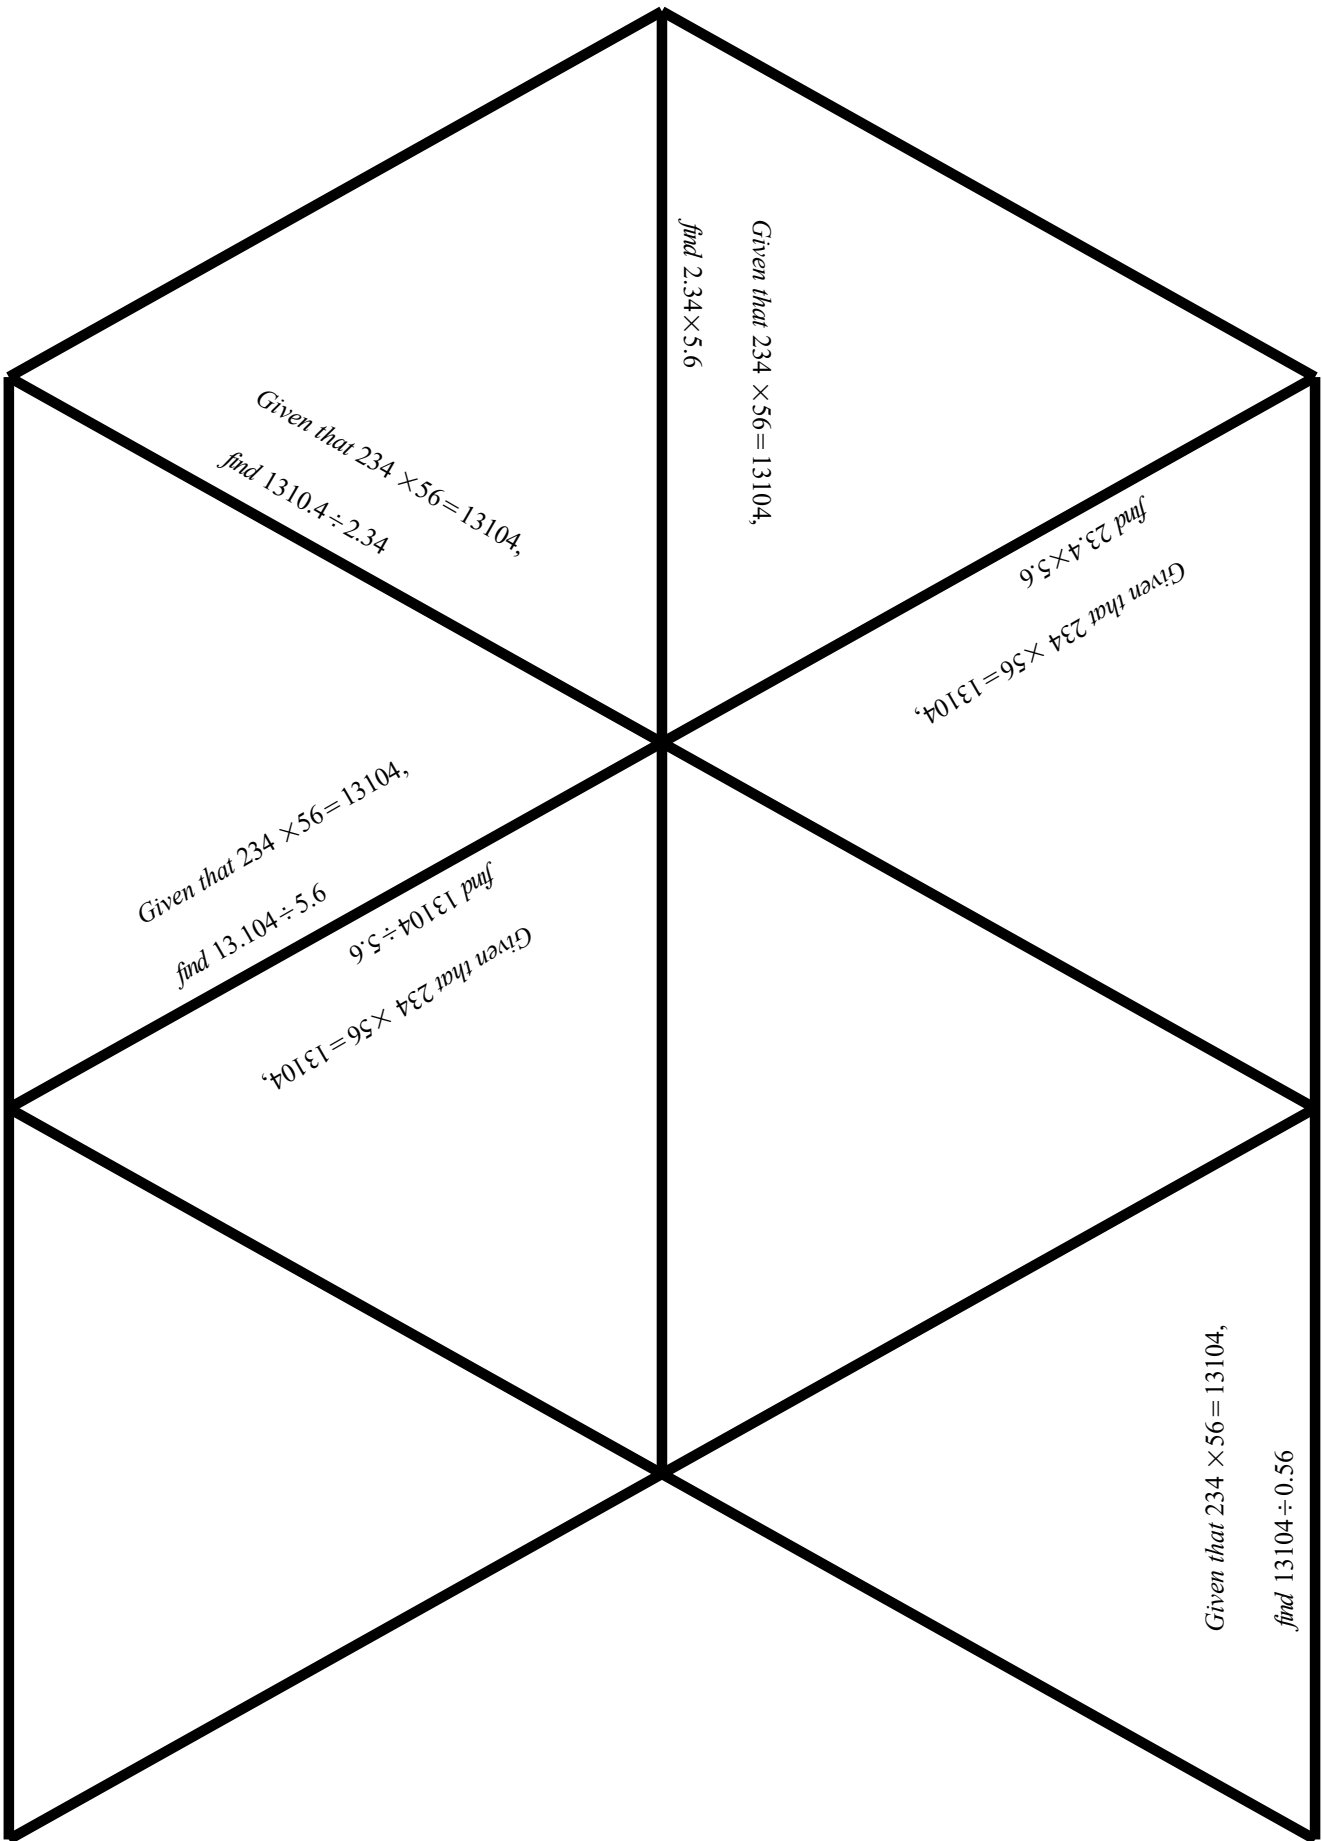 Given that 234 ×56=13104,
find 2.34×5.6
Given that 234 ×56=13104,
find 1310.4÷2.34
Given that 234 ×56=13104,
find 23.4×5.6
Given that 234 ×56=13104,
find 13.104÷5.6
Given that 234 ×56=13104,
find 13104÷5.6
Given that 234 ×56=13104,
find 13104÷0.56